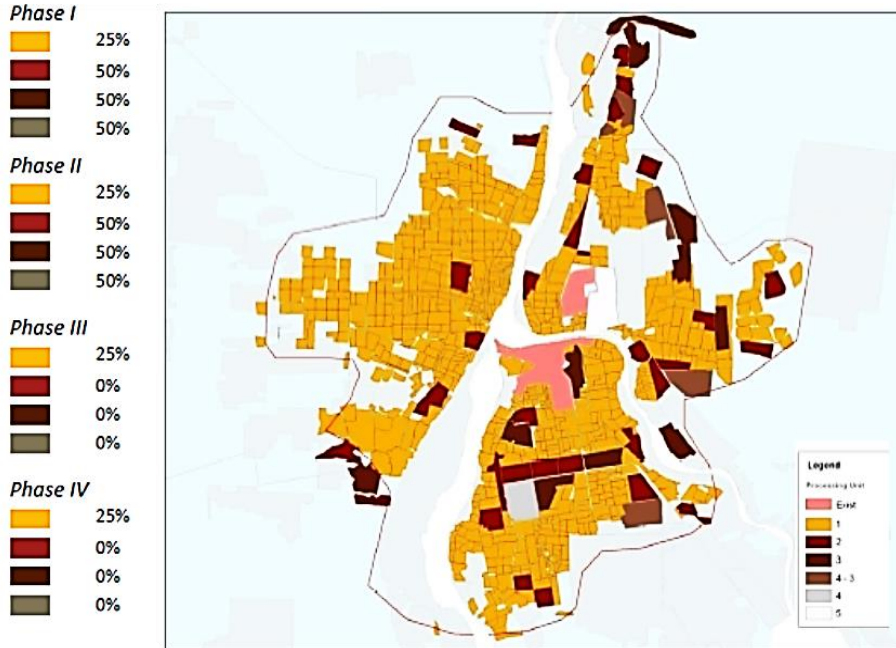 Phase I
25%
50%
50%
50%
Phase II
25%
50%
50%
50%
Phase III
25%
0%
0%
0%
Phase IV
25%
0%
0%
0%
Legend
Processing Unit
Exist
1
2
3
4 - 3
4
5